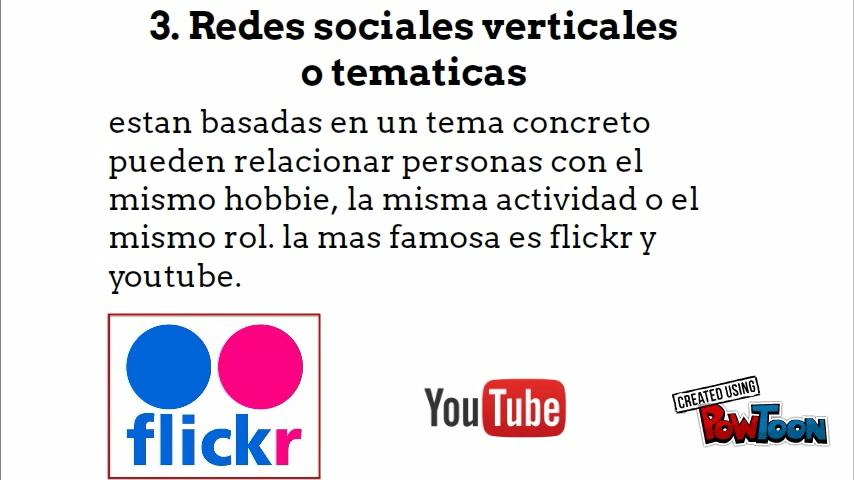 3. Redes sociales verticales
o tematicas
estan basadas en un tema concreto
pueden relacionar personas con el
mismo hobbie, la misma actividad o el
mismo rol. la mas famosa es flickr y
youtube.
flickr
YouTube
CREATED USING
POWTOON